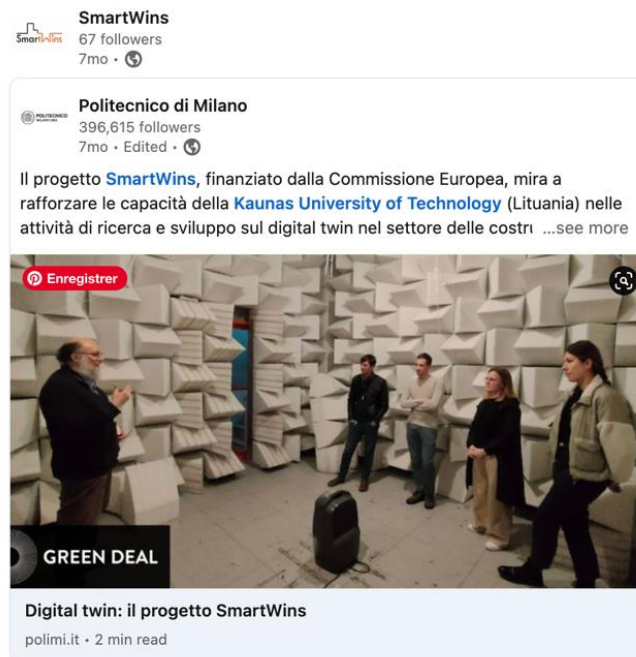 SmartWins
SmartWins
67 followers
7mo •
Politecnico di Milano
396,615 followers
7mo • Edited •
Il progetto SmartWins, finanziato dalla Commissione Europea, mira a
rafforzare le capacità della Kaunas University of Technology (Lituania) nelle
attività di ricerca e sviluppo sul digital twin nel settore delle costru ...see more
Enregistrer
GREEN DEAL
Digital twin: il progetto SmartWins
polimi.it • 2 min read